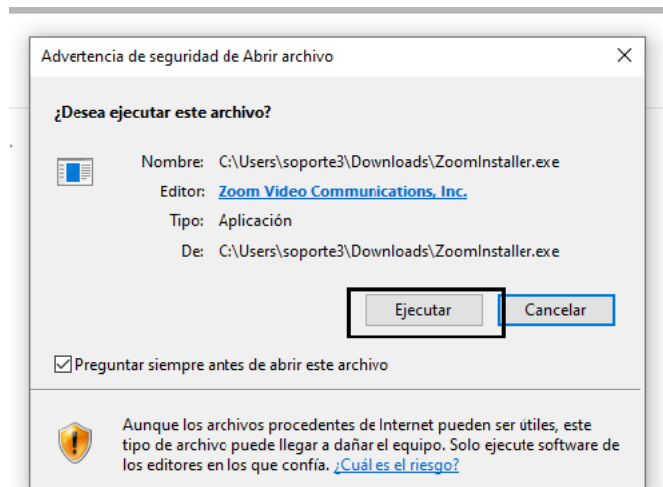 Advertencia de seguridad de Abrir archivo
¿Desea ejecutar este archivo?
Nombre: C:\Users\soporte3\Downloads\ZoomInstaller.exe
Editor: Zoom Video Communications, Inc.
Tipo: Aplicación
De: C:\Users\soporte3\Downloads\ZoomInstaller.exe
Ejecutar Cancelar
Preguntar siempre antes de abrir este archivo
Aunque los archivos procedentes de Internet pueden ser útiles, este
tipo de archivo puede llegar a dañar el equipo. Solo ejecute software de
los editores en los que confía. ¿Cuál es el riesgo?